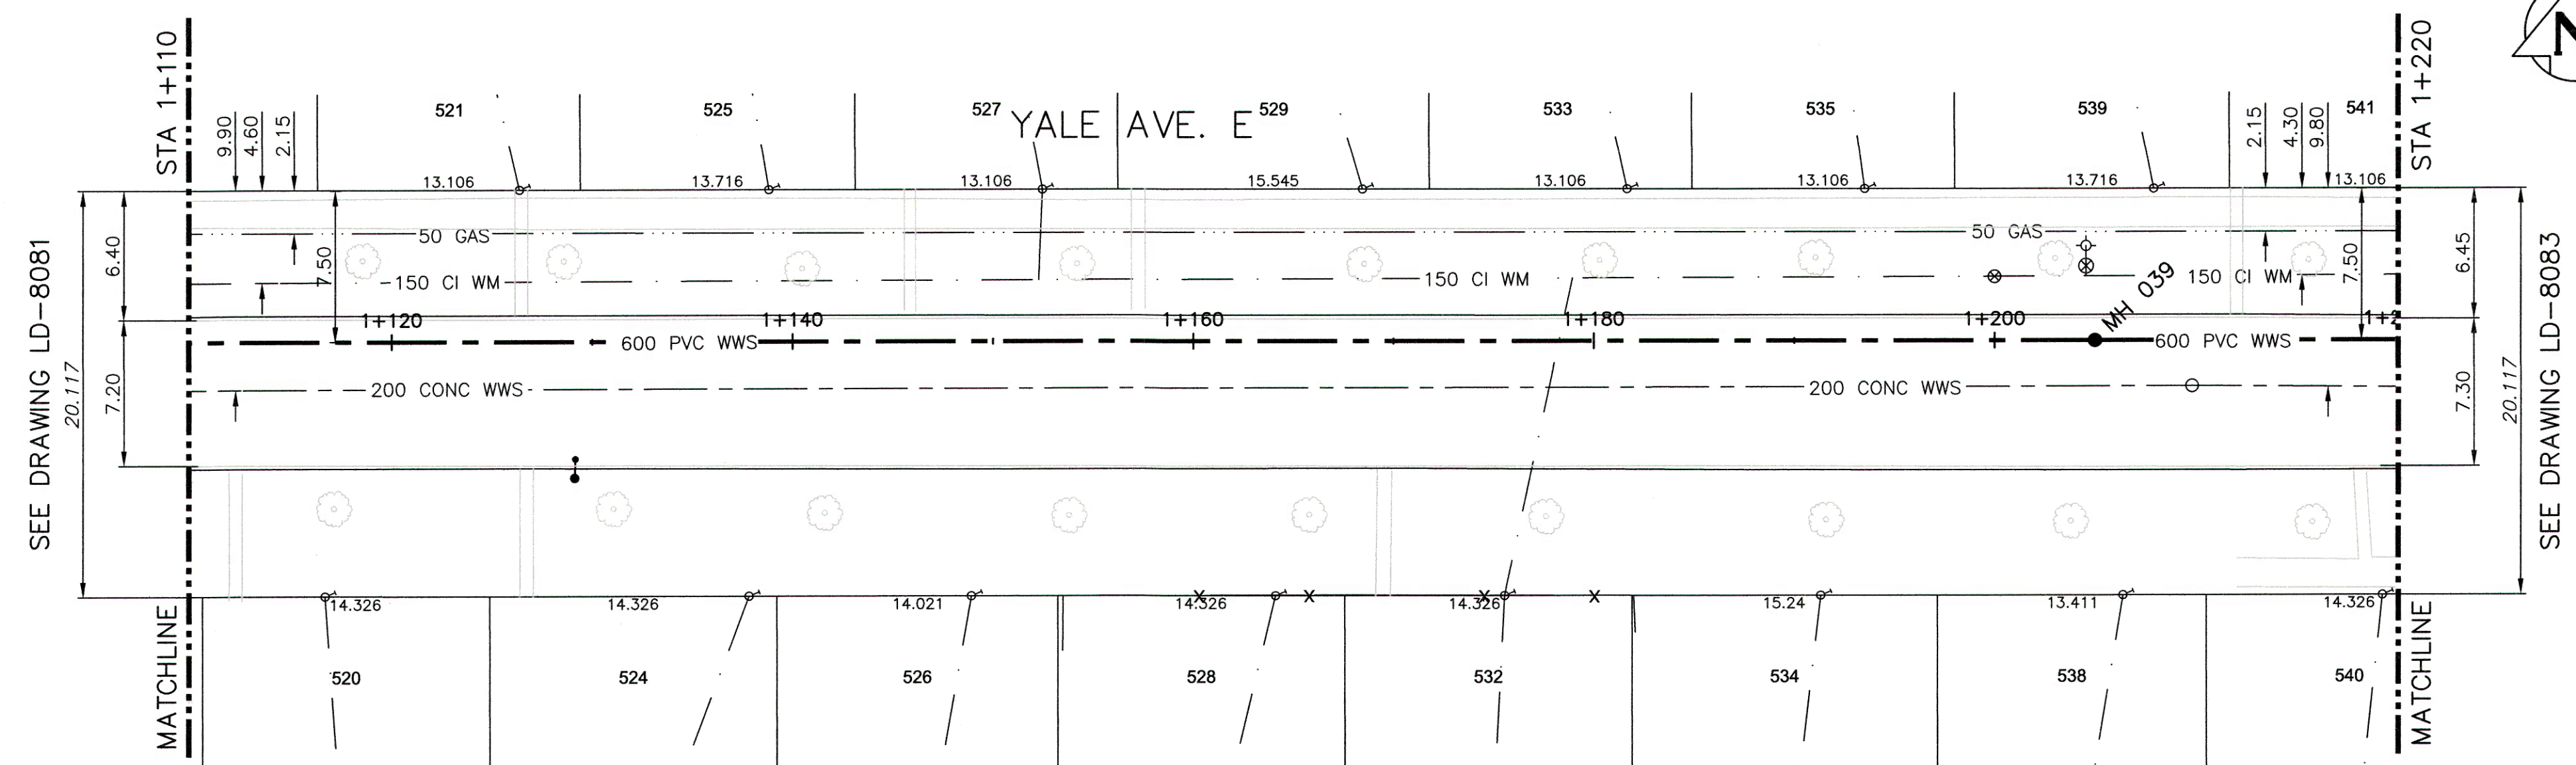 STA 1+110
STA 1+220
N
521
525
527
YALE AVE. E
529
533
535
539
541
9.90
4.60
2.15
2.15
4.30
9.80
13.106
13.716
13.106
15.545
13.106
13.106
13.716
13.106
SEE DRAWING LD-8081
20.117
6.40
7.20
7.50
50 GAS
50 GAS
150 CI WM
150 CI WM
150 CI WM
7.50
6.45
7.30
20.117
SEE DRAWING LD-8083
1+120
1+140
1+160
1+180
1+200
MH 039
1+2
600 PVC WWS
600 PVC WWS
200 CONC WWS
200 CONC WWS
14.326
14.326
14.021
14.326
14.326
15.24
13.411
14.326
MATCHLINE
520
524
526
528
532
534
538
540
MATCHLINE